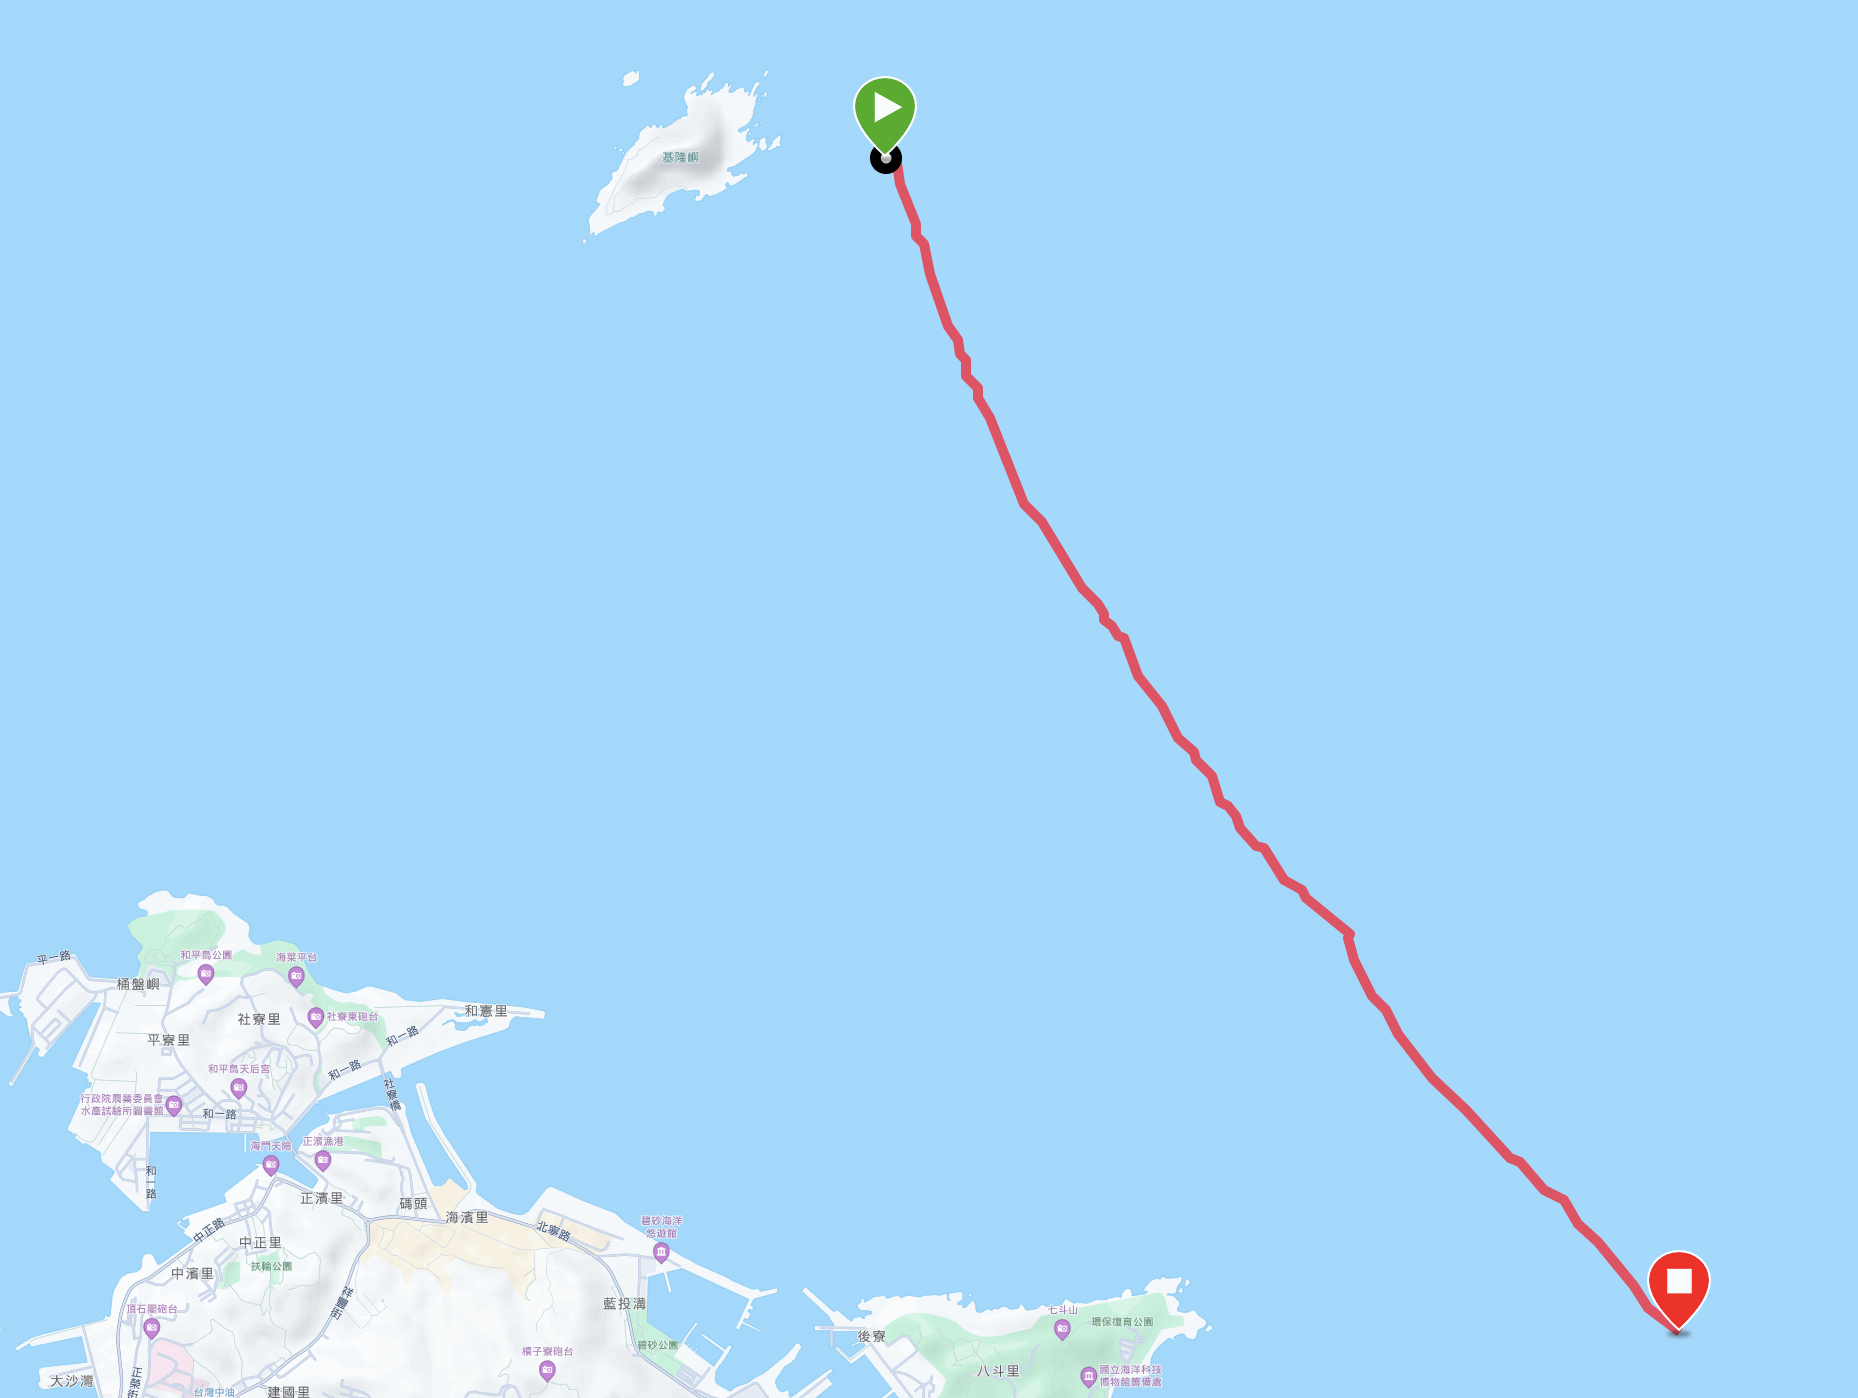 基隆嶼
和平島公園
海菜平台
平一路
桶盤嶼
和憲里
社寮里
社寮東砲台
和一路
平寮里
和一路
和平島天后宮
社寮橋
行政院農業委員會
水產試驗所圖書館
和一路
海門天險
正濱漁港
和一路
正濱里
碼頭
海濱里
中正路
北寧路
碧砂海洋
悠遊館
中正里
扶輪公園
中濱里
祥豐街
藍投溝
頂石閣砲台
七斗山
環保復育公園
後寮
碧砂公園
槓子寮砲台
八斗里
國立海洋科技
博物館籌備處
大沙灣
正榮街
台灣中油
建國里